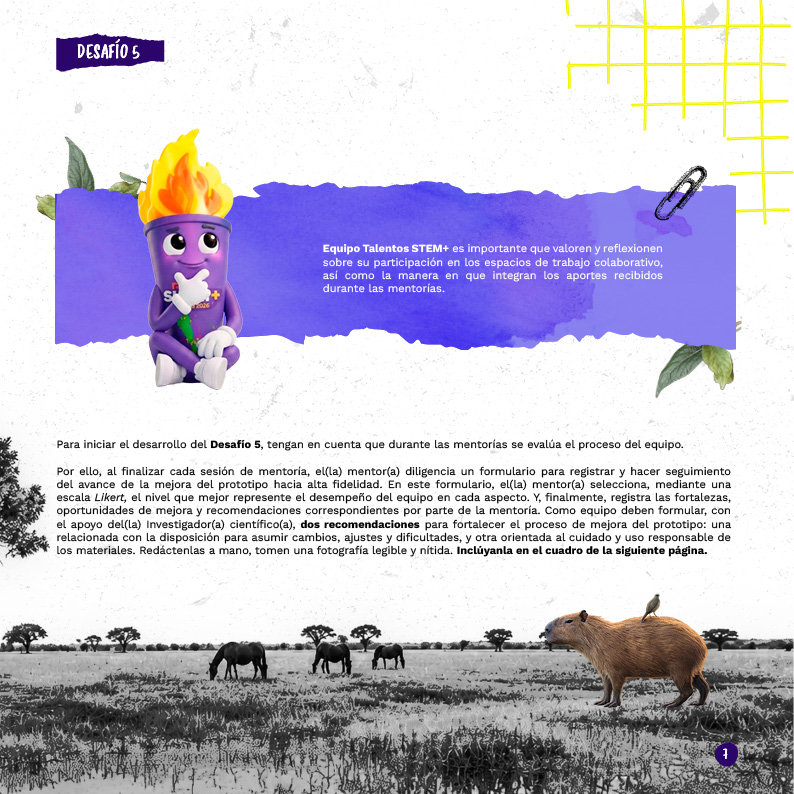 DESAFÍO 5
Equipo Talentos STEM+ es importante que valoren y reflexionen
sobre su participación en los espacios de trabajo colaborativo,
así como la manera en que integran los aportes recibidos
durante las mentorías.
Para iniciar el desarrollo del Desafío 5, tengan en cuenta que durante las mentorías se evalúa el proceso del equipo.
Por ello, al finalizar cada sesión de mentoría, el(la) mentor(a) diligencia un formulario para registrar y hacer seguimiento
del avance de la mejora del prototipo hacia alta fidelidad. En este formulario, el(la) mentor(a) selecciona, mediante una
escala Likert, el nivel que mejor represente el desempeño del equipo en cada aspecto. Y, finalmente, registra las fortalezas,
oportunidades de mejora y recomendaciones correspondientes por parte de la mentoría. Como equipo deben formular, con
el apoyo del(la) Investigador(a) científico(a), dos recomendaciones para fortalecer el proceso de mejora del prototipo: una
relacionada con la disposición para asumir cambios, ajustes y dificultades, y otra orientada al cuidado y uso responsable de
los materiales. Redáctenlas a mano, tomen una fotografía legible y nítida. Inclúyanla en el cuadro de la siguiente página.